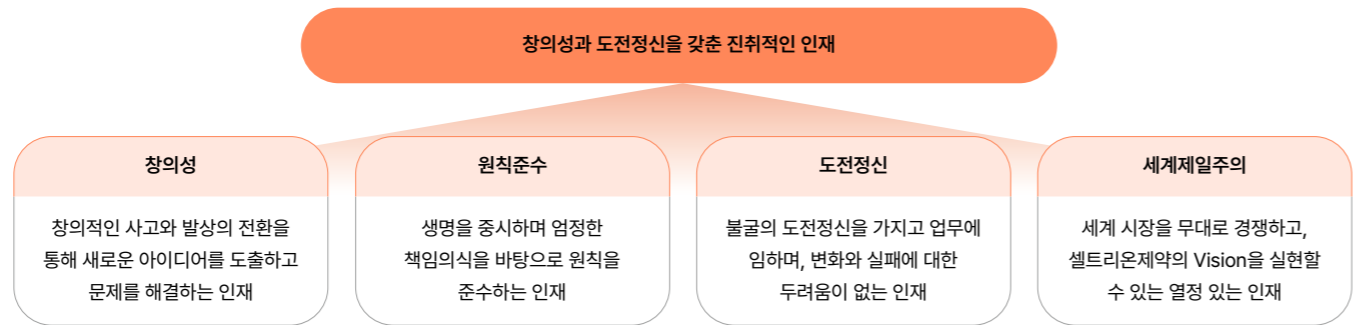 창의성과 도전정신을 갖춘 진취적인 인재
창의성
창의적인 사고와 발상의 전환을
통해 새로운 아이디어를 도출하고
문제를 해결하는 인재
원칙준수
생명을 중시하며 엄정한
책임의식을 바탕으로 원칙을
준수하는 인재
도전정신
불굴의 도전정신을 가지고 업무에
임하며, 변화와 실패에 대한
두려움이 없는 인재
세계제일주의
세계 시장을 무대로 경쟁하고,
셀트리온제약의 Vision을 실현할
수 있는 열정 있는 인재